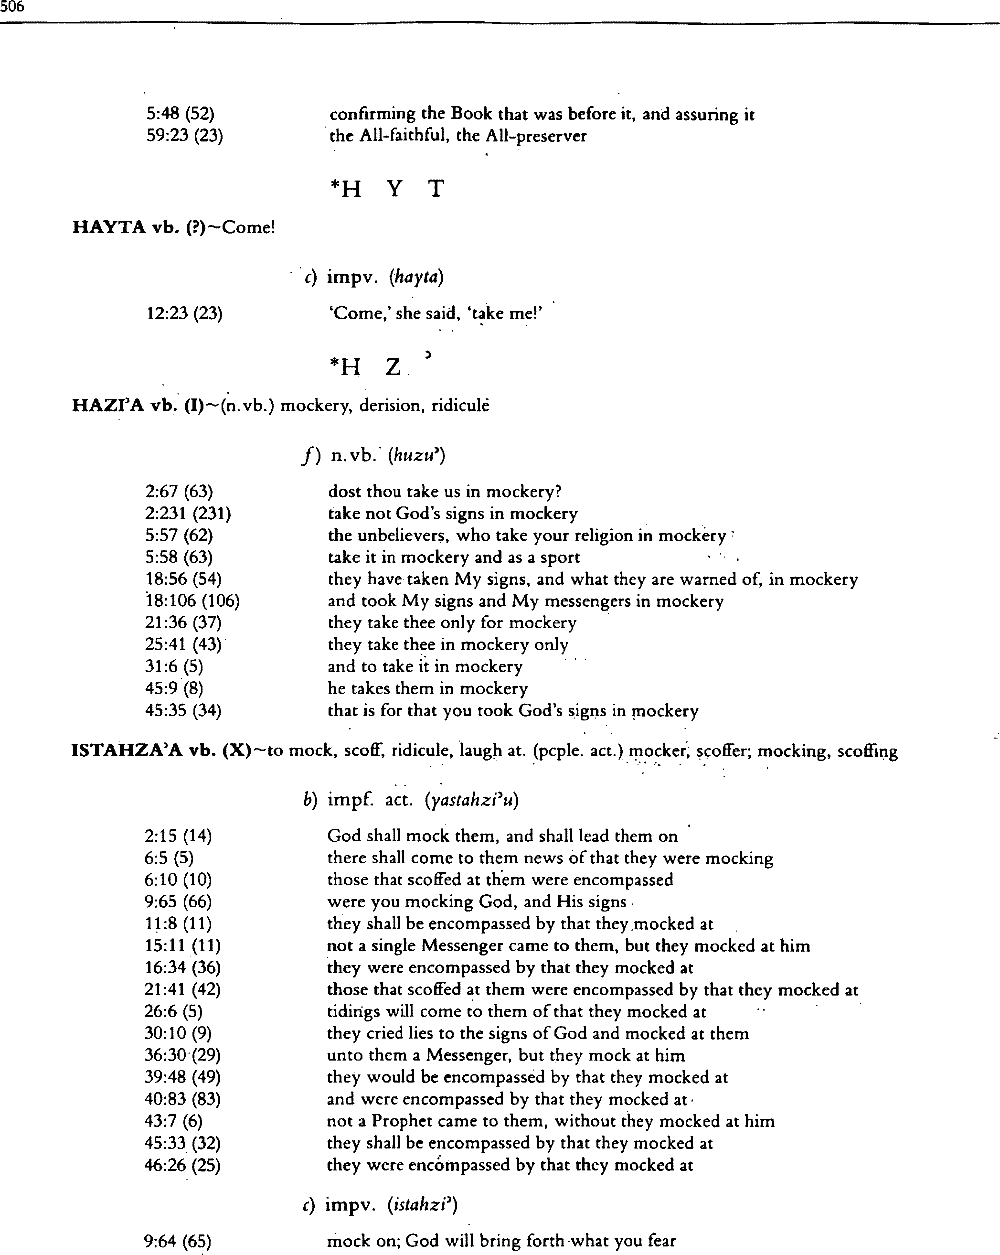 506
5:48 (52) confirming the Book that was before it, and assuring it
59:23 (23) the All-faithful, the All-preserver
*H Y T
HAYTA vb. (?)~Come!
c) impv. (hayta)
12:23 (23) ‘Come,’ she said, ‘take me!’
*H Z ʾ
HAZIʾA vb. (I)~(n.vb.) mockery, derision, ridicule
f) n.vb. (huzuʾ)
2:67 (63) dost thou take us in mockery?
2:231 (231) take not God's signs in mockery
5:57 (62) the unbelievers, who take your religion in mockery
5:58 (63) take it in mockery and as a sport
18:56 (54) they have taken My signs, and what they are warned of, in mockery
18:106 (106) and took My signs and My messengers in mockery
21:36 (37) they take thee only for mockery
25:41 (43) they take thee in mockery only
31:6 (5) and to take it in mockery
45:9 (8) he takes them in mockery
45:35 (34) that is for that you took God's signs in mockery
ISTAHZAʾA vb. (X)~to mock, scoff, ridicule, laugh at. (pcple. act.) mocker, scoffer; mocking, scoffing
b) impf. act. (yastahziʾu)
2:15 (14) God shall mock them, and shall lead them on
6:5 (5) there shall come to them news of that they were mocking
6:10 (10) those that scoffed at them were encompassed
9:65 (66) were you mocking God, and His signs
11:8 (11) they shall be encompassed by that they mocked at
15:11 (11) not a single Messenger came to them, but they mocked at him
16:34 (36) they were encompassed by that they mocked at
21:41 (42) those that scoffed at them were encompassed by that they mocked at
26:6 (5) tidings will come to them of that they mocked at
30:10 (9) they cried lies to the signs of God and mocked at them
36:30 (29) unto them a Messenger, but they mock at him
39:48 (49) they would be encompassed by that they mocked at
40:83 (83) and were encompassed by that they mocked at
43:7 (6) not a Prophet came to them, without they mocked at him
45:33 (32) they shall be encompassed by that they mocked at
46:26 (25) they were encompassed by that they mocked at
c) impv. (istahziʾ)
9:64 (65) mock on; God will bring forth what you fear